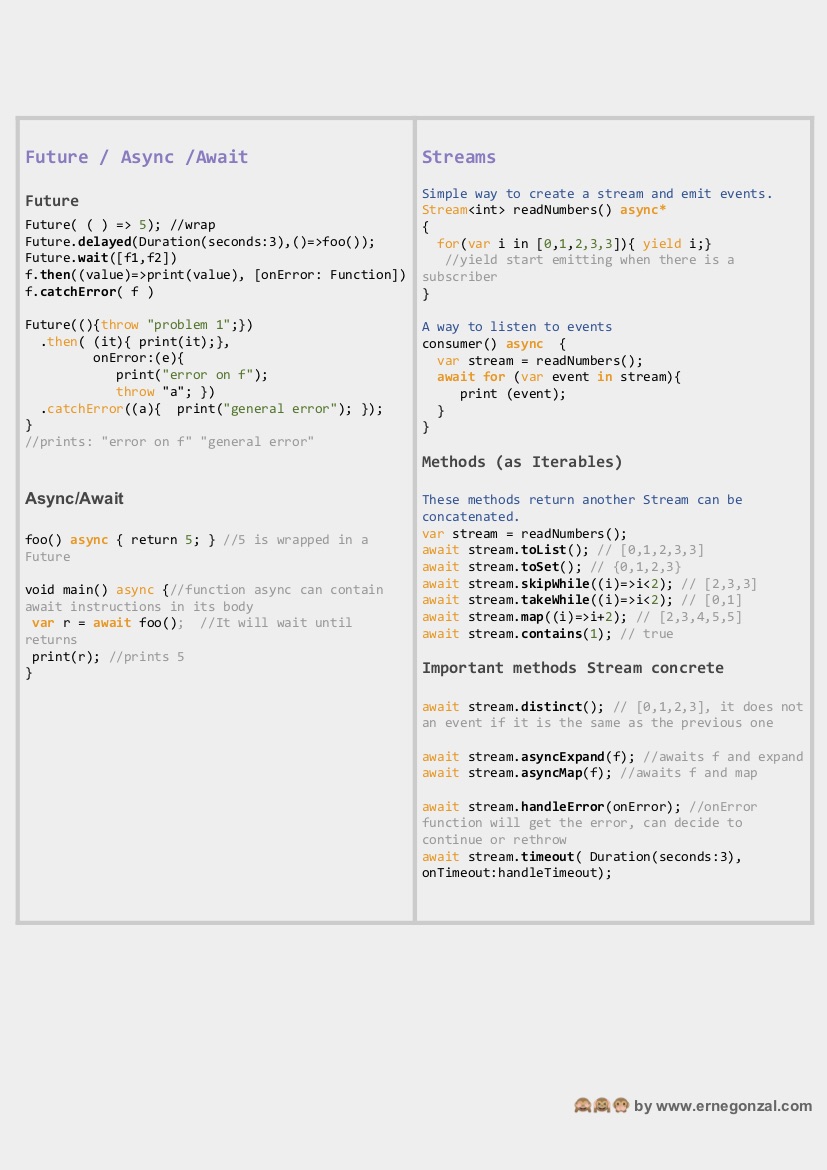 Future / Async /Await
Future
Future( ( ) => 5); //wrap
Future.delayed(Duration(seconds:3),()=>foo());
Future.wait([f1,f2])
f.then((value)=>print(value), [onError: Function])
f.catchError( f )
Future((){throw "problem 1";})
  .then( (it){ print(it);},
         onError:(e){
            print("error on f");
            throw "a"; })
  .catchError((a){  print("general error"); });
}
//prints: "error on f" "general error"
Async/Await
foo() async { return 5; } //5 is wrapped in a
Future
void main() async {//function async can contain
await instructions in its body
 var r = await foo();  //It will wait until
returns
 print(r); //prints 5
}
Streams
Simple way to create a stream and emit events.
Stream<int> readNumbers() async*
{
  for(var i in [0,1,2,3,3]){ yield i;}
   //yield start emitting when there is a
subscriber
}
A way to listen to events
consumer() async  {
  var stream = readNumbers();
  await for (var event in stream){
     print (event);
  }
}
Methods (as Iterables)
These methods return another Stream can be
concatenated.
var stream = readNumbers();
await stream.toList(); // [0,1,2,3,3]
await stream.toSet(); // {0,1,2,3}
await stream.skipWhile((i)=>i<2); // [2,3,3]
await stream.takeWhile((i)=>i<2); // [0,1]
await stream.map((i)=>i+2); // [2,3,4,5,5]
await stream.contains(1); // true
Important methods Stream concrete
await stream.distinct(); // [0,1,2,3], it does not
an event if it is the same as the previous one
await stream.asyncExpand(f); //awaits f and expand
await stream.asyncMap(f); //awaits f and map
await stream.handleError(onError); //onError
function will get the error, can decide to
continue or rethrow
await stream.timeout( Duration(seconds:3),
onTimeout:handleTimeout);
🙈🙉🙊 by www.ernegonzal.com